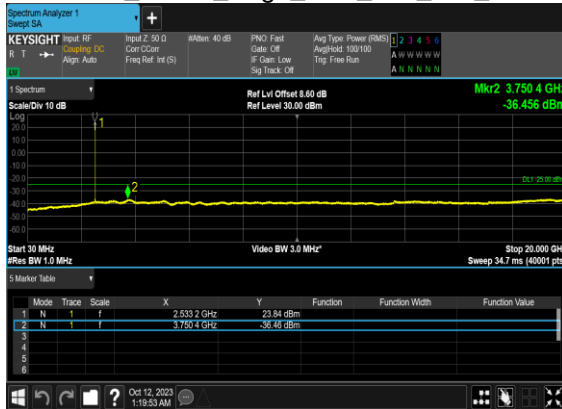 Spectrum Analyzer 1
Swept SA
+
KEYSIGHT Input: RF Input Z: 50 Ω #Atten: 40 dB PNO: Fast Avg Type: Power (RMS) 1 2 3 4 5 6
R T Coupling: DC Corr CCorr Gate: Off Avg|Hold: 100/100 A W W W W W
Align: Auto Freq Ref: Int (S) IF Gain: Low Trig: Free Run
LU Sig Track: Off A N N N N N
1 Spectrum Ref Lvl Offset 8.60 dB Mkr2 3.750 4 GHz
Scale/Div 10 dB Ref Level 30.00 dBm -36.456 dBm
Log
20.0
10.0
0.00
-10.0
-20.0
-30.0
-40.0
-50.0
-60.0
1
2
DL1 -25.00 dBm
Start 30 MHz Video BW 3.0 MHz* Stop 20.000 GHz
#Res BW 1.0 MHz Sweep 34.7 ms (40001 pts)
5 Marker Table
Mode Trace Scale X Y Function Function Width Function Value
1 N 1 f 2.533 2 GHz 23.84 dBm
2 N 1 f 3.750 4 GHz -36.46 dBm
3
4
5
6
? Oct 12, 2023
1:19:53 AM